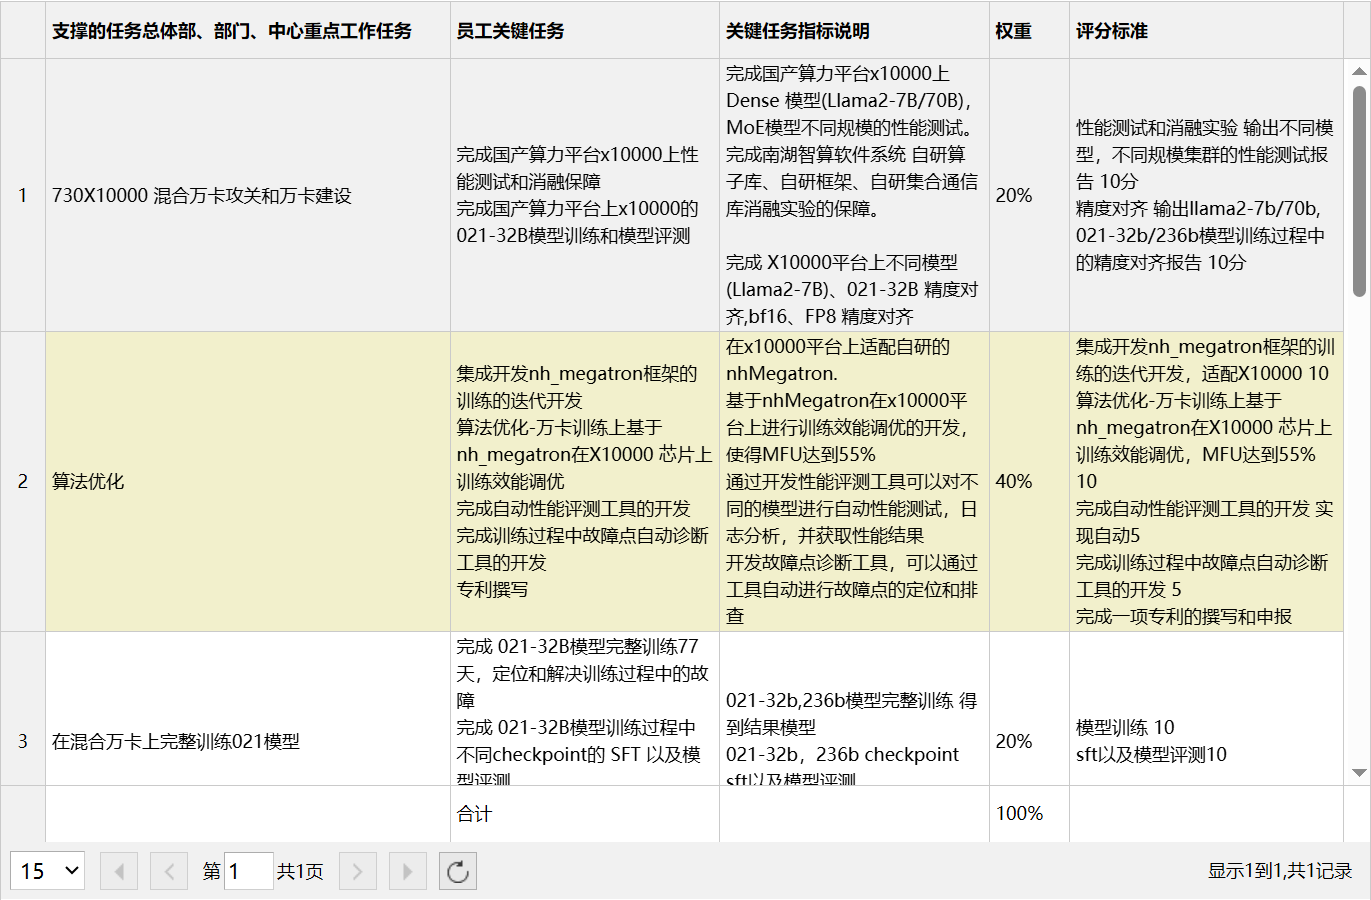 支撑的任务总体部、部门、中心重点工作任务
员工关键任务
关键任务指标说明
权重
评分标准
1
730X10000 混合万卡攻关和万卡建设
完成国产算力平台x10000上性
能测试和消融保障
完成国产算力平台上x10000的
021-32B模型训练和模型评测
完成国产算力平台x10000上
Dense 模型(Llama2-7B/70B),
MoE模型不同规模的性能测试。
完成南湖智算软件系统 自研算
子库、自研框架、自研集合通信
库消融实验的保障。
完成 X10000平台上不同模型
(Llama2-7B)、021-32B 精度对
齐,bf16、FP8 精度对齐
20%
性能测试和消融实验 输出不同模
型，不同规模集群的性能测试报
告 10分
精度对齐 输出llama2-7b/70b,
021-32b/236b模型训练过程中
的精度对齐报告 10分
2
算法优化
集成开发nh_megatron框架的
训练的迭代开发
算法优化-万卡训练上基于
nh_megatron在X10000 芯片上
训练效能调优
完成自动性能评测工具的开发
完成训练过程中故障点自动诊断
工具的开发
专利撰写
在x10000平台上适配自研的
nhMegatron.
基于nhMegatron在x10000平
台上进行训练效能调优的开发，
使得MFU达到55%
通过开发性能评测工具可以对不
同的模型进行自动性能测试，日
志分析，并获取性能结果
开发故障点诊断工具，可以通过
工具自动进行故障点的定位和排
查
40%
集成开发nh_megatron框架的训
练的迭代开发，适配X10000 10
算法优化-万卡训练上基于
nh_megatron在X10000 芯片上
训练效能调优，MFU达到55%
10
完成自动性能评测工具的开发 实
现自动5
完成训练过程中故障点自动诊断
工具的开发 5
完成一项专利的撰写和申报
3
在混合万卡上完整训练021模型
完成 021-32B模型完整训练77
天，定位和解决训练过程中的故
障
完成 021-32B模型训练过程中
不同checkpoint的 SFT 以及模
型评测
021-32b,236b模型完整训练 得
到结果模型
021-32b，236b checkpoint
sft以及模型评测
20%
模型训练 10
sft以及模型评测10
合计
100%
15
第 1 共1页
显示1到1,共1记录